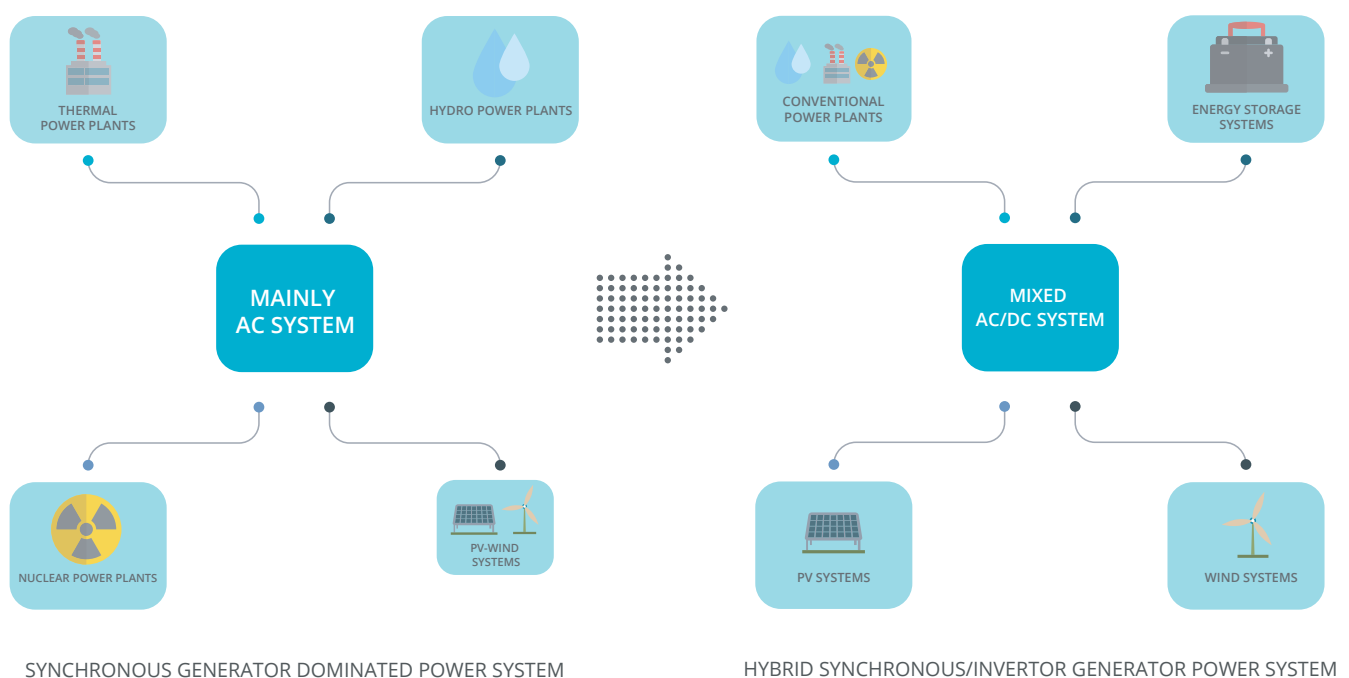 THERMAL
POWER PLANTS
HYDRO POWER PLANTS
MAINLY
AC SYSTEM
NUCLEAR POWER PLANTS
PV-WIND
SYSTEMS
SYNCHRONOUS GENERATOR DOMINATED POWER SYSTEM
CONVENTIONAL
POWER PLANTS
ENERGY STORAGE
SYSTEMS
MIXED
AC/DC SYSTEM
PV SYSTEMS
WIND SYSTEMS
HYBRID SYNCHRONOUS/INVERTOR GENERATOR POWER SYSTEM